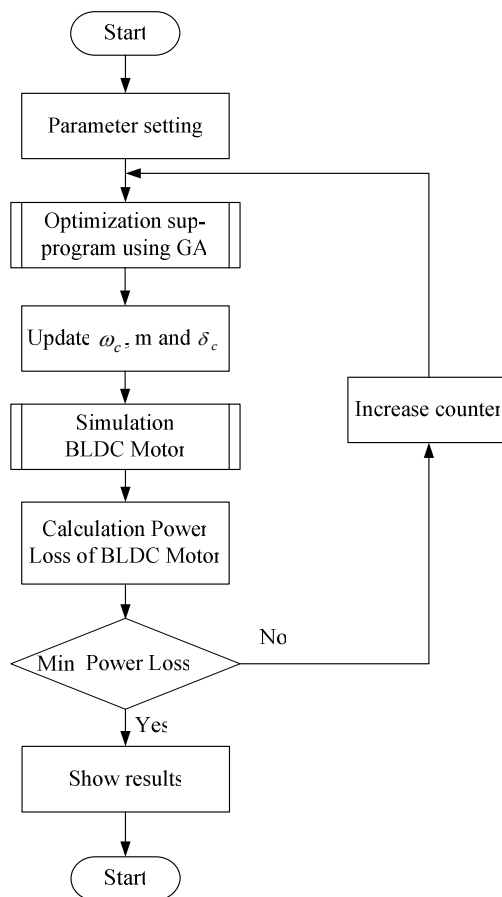 Start
Parameter setting
Optimization sup-
program using GA
Update ω_c, m and δ_c
Simulation
BLDC Motor
Increase counter
Calculation Power
Loss of BLDC Motor
No
Min Power Loss
Yes
Show results
Start